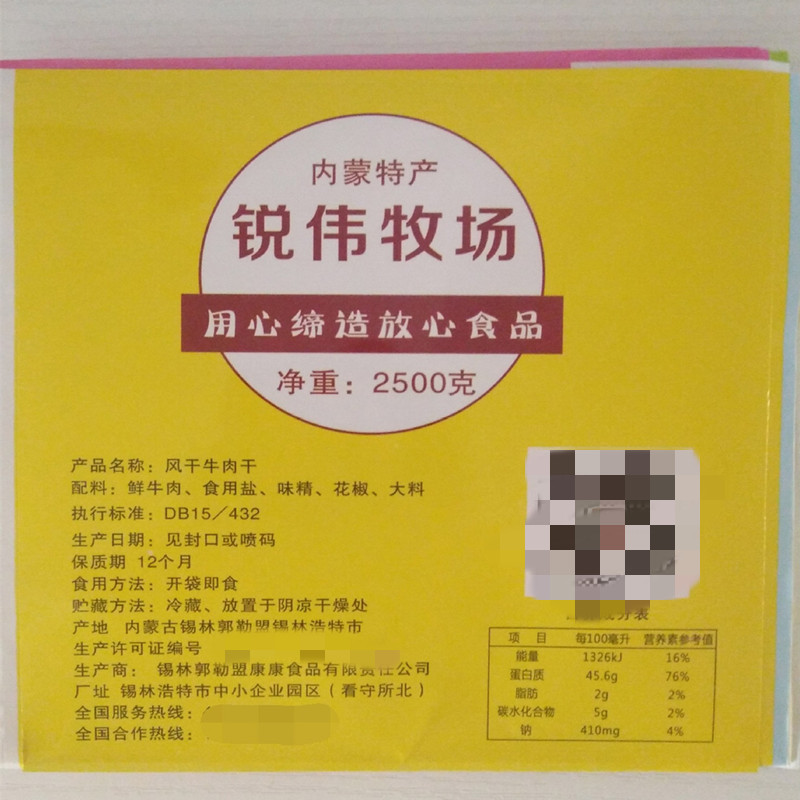 内蒙特产
锐伟牧场
用心缔造放心食品
净重：2500克
产品名称：风干牛肉干
配料：鲜牛肉、食用盐、味精、花椒、大料
执行标准：DB15／432
生产日期：见封口或喷码
保质期 12个月
食用方法：开袋即食
贮藏方法：冷藏、放置于阴凉干燥处
产地 内蒙古锡林郭勒盟锡林浩特市
生产许可证编号
生产商： 锡林郭勒盟康康食品有限责任公司
厂址 锡林浩特市中小企业园区（看守所北）
全国服务热线：
全国合作热线：
分表
项 目 每100毫升 营养素参考值
能量 1326kJ 16%
蛋白质 45.6g 76%
脂肪 2g 2%
碳水化合物 5g 2%
钠 410mg 4%